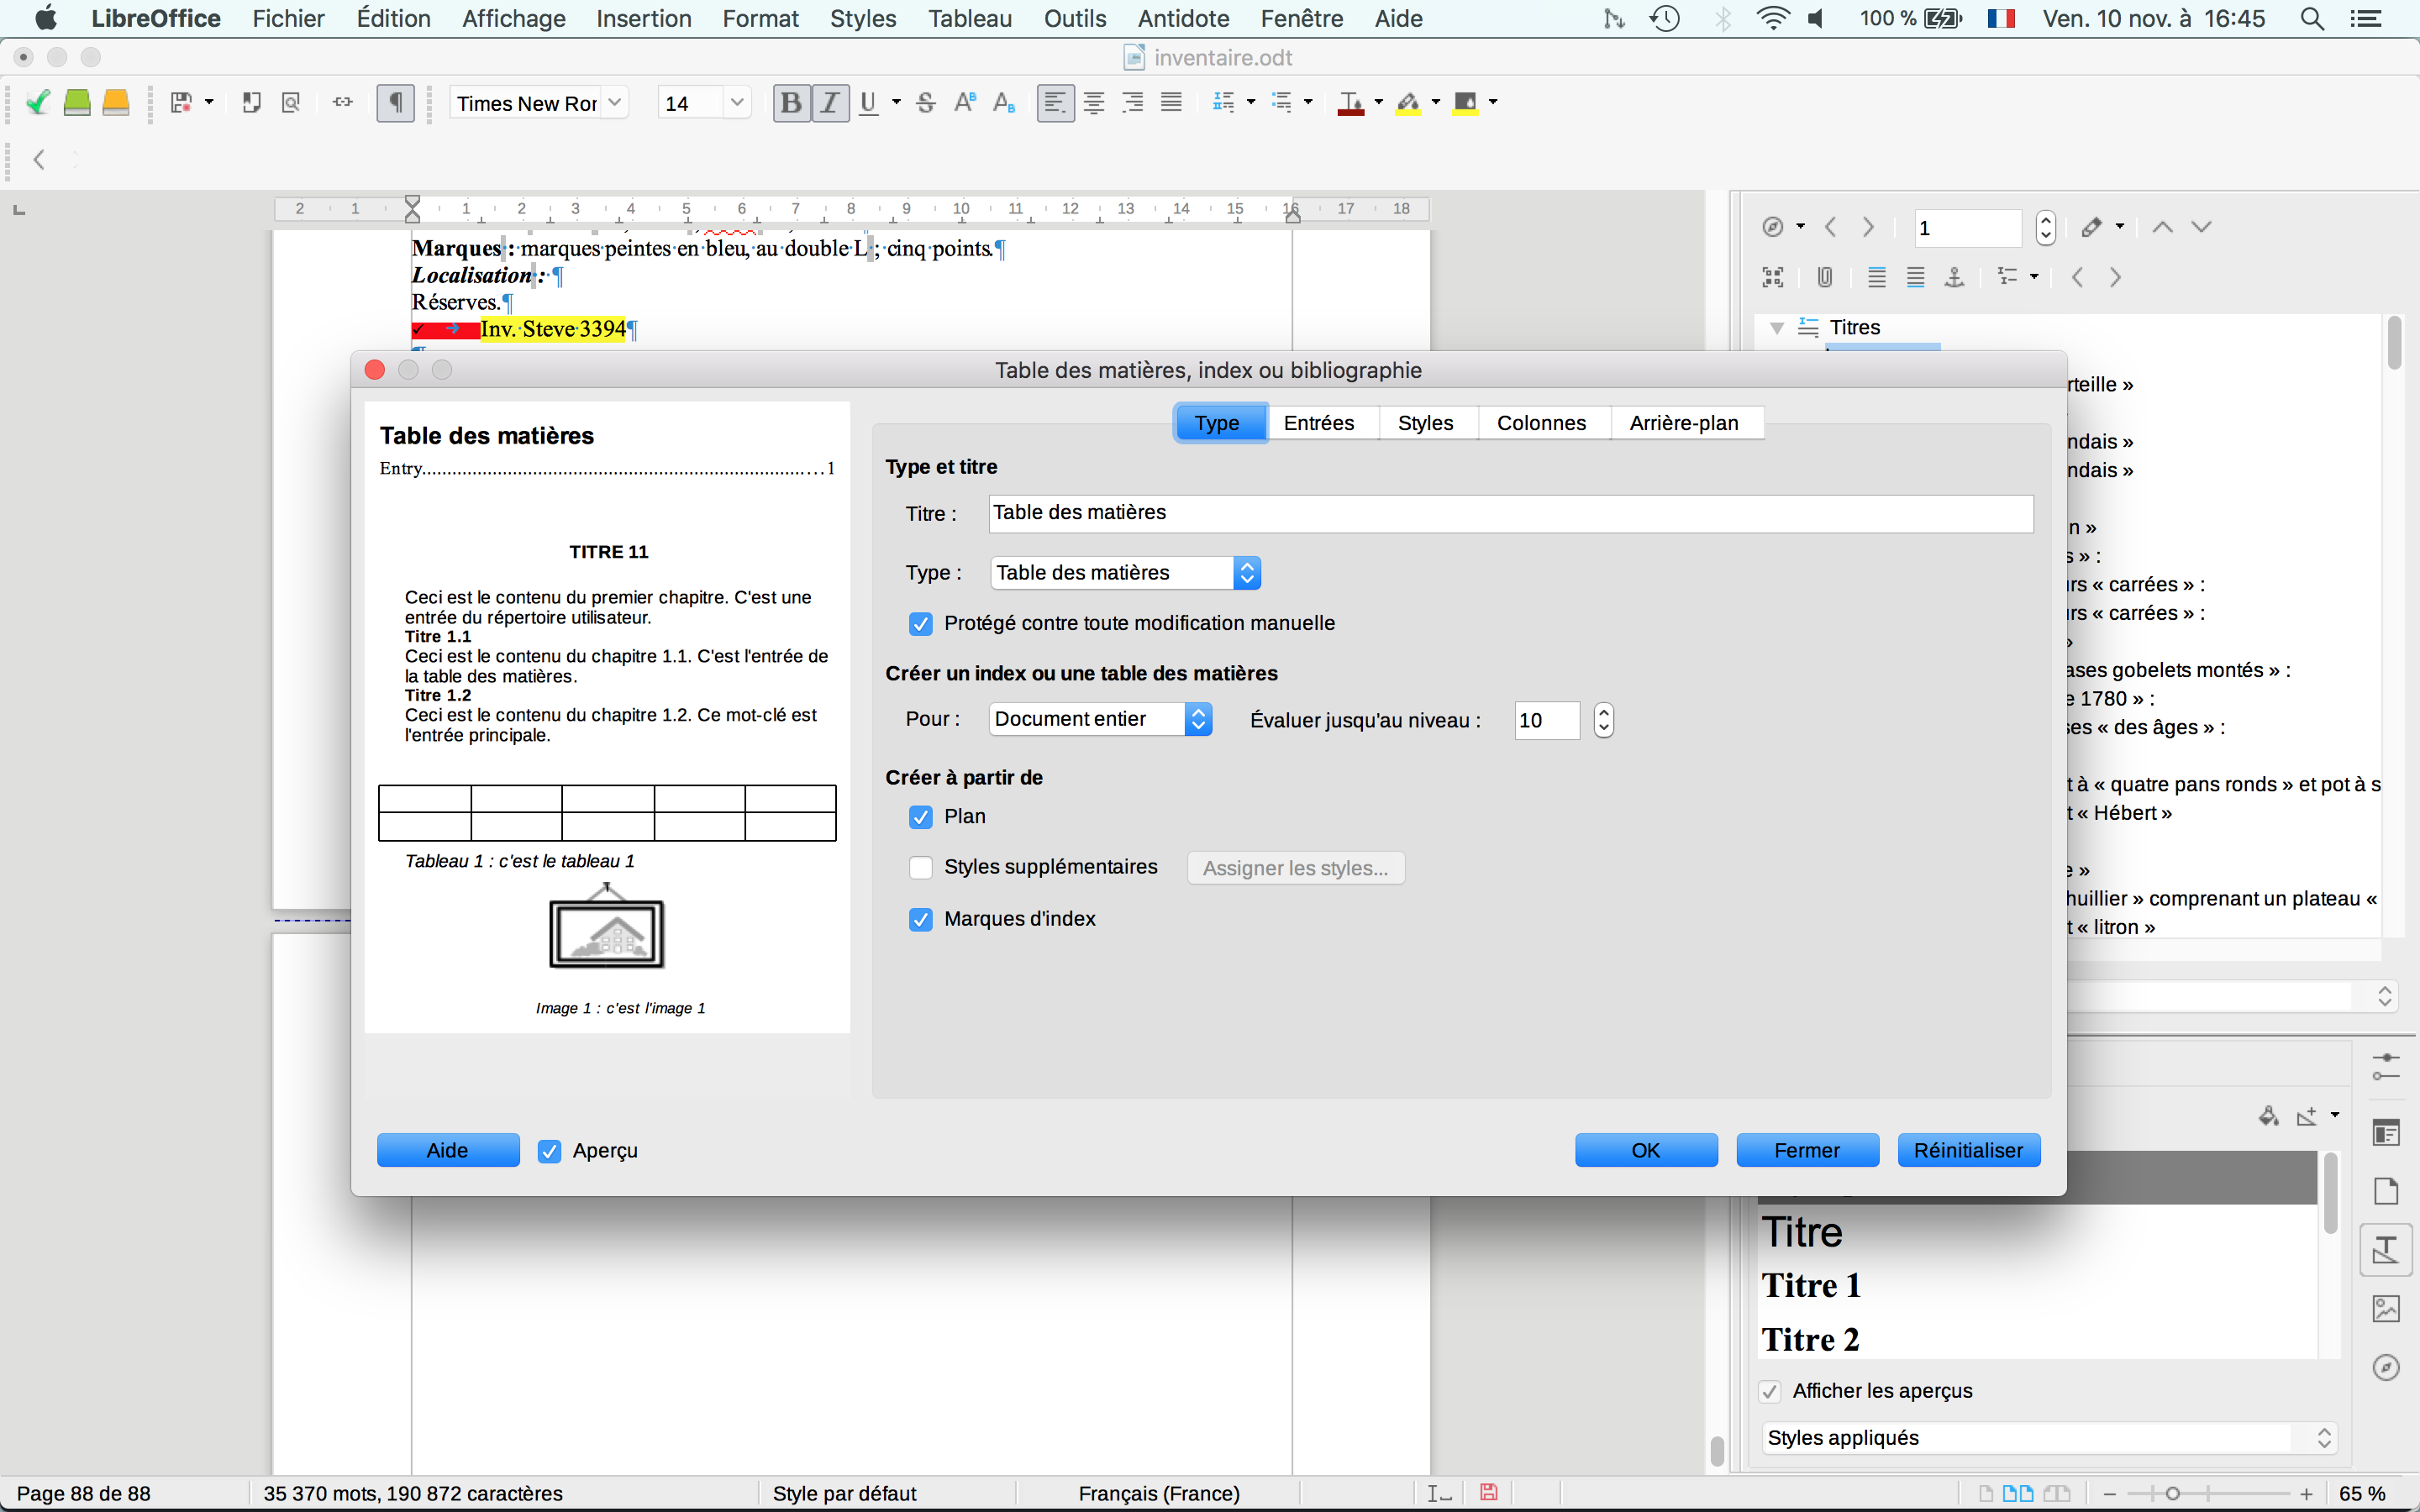 LibreOffice Fichier Édition Affichage Insertion Format Styles Tableau Outils Antidote Fenêtre Aide 100 % Ven. 10 nov. à 16:45
inventaire.odt
Times New Ror 14
2 1 1 2 3 4 5 6 7 8 9 10 11 12 13 14 15 16 17 18
1
Marques : marques peintes en bleu, au double L ; cinq points.¶
Localisation : ¶
Réserves.¶
Inv. Steve 3394¶
Titres
Table des matières, index ou bibliographie
Table des matières
Entry 1
TITRE 11
Ceci est le contenu du premier chapitre. C'est une
entrée du répertoire utilisateur.
Titre 1.1
Ceci est le contenu du chapitre 1.1. C'est l'entrée de
la table des matières.
Titre 1.2
Ceci est le contenu du chapitre 1.2. Ce mot-clé est
l'entrée principale.
Tableau 1 : c'est le tableau 1
Image 1 : c'est l'image 1
Type Entrées Styles Colonnes Arrière-plan
Type et titre
Titre : Table des matières
Type : Table des matières
Protégé contre toute modification manuelle
Créer un index ou une table des matières
Pour : Document entier Évaluer jusqu'au niveau : 10
Créer à partir de
Plan
Styles supplémentaires Assigner les styles...
Marques d'index
Aide Aperçu OK Fermer Réinitialiser
rteille »
ndais »
ndais »
n »
s » :
rs « carrées » :
rs « carrées » :
»
ases gobelets montés » :
e 1780 » :
ses « des âges » :
t à « quatre pans ronds » et pot à s
t « Hébert »
e »
huillier » comprenant un plateau «
t « litron »
Titre
Titre 1
Titre 2
Afficher les aperçus
Styles appliqués
Page 88 de 88 35 370 mots, 190 872 caractères Style par défaut Français (France) 65 %